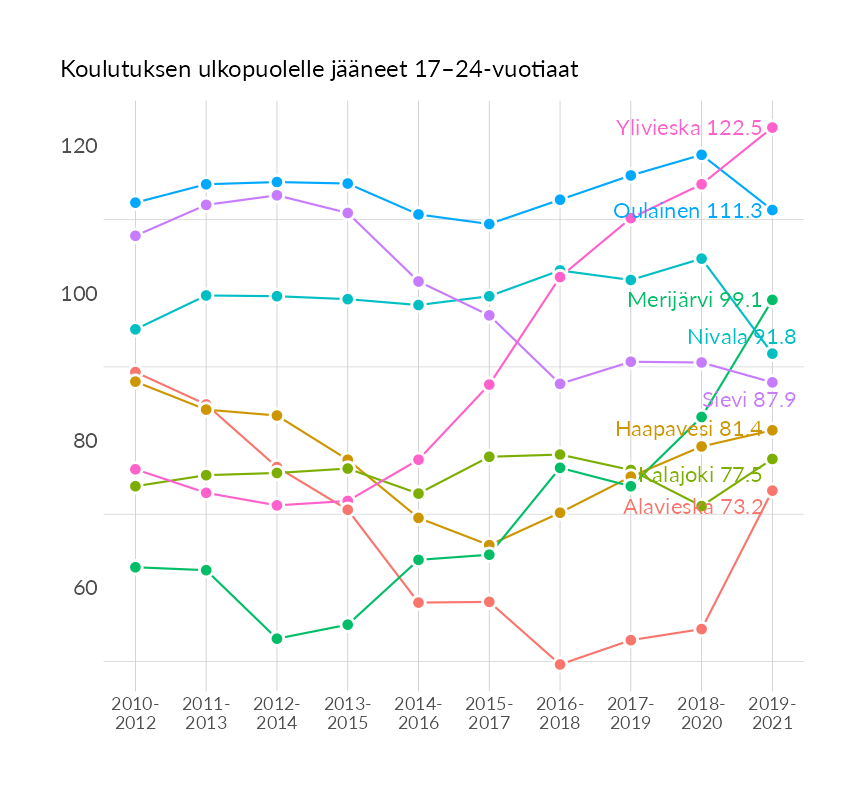 Koulutuksen ulkopuolelle jääneet 17–24-vuotiaat
120
100
80
60
Ylivieska 122.5
Oulainen 111.3
Merijärvi 99.1
Nivala 91.8
Sievi 87.9
Haapavesi 81.4
Kalajoki 77.5
Alavieska 73.2
2010-
2012
2011-
2013
2012-
2014
2013-
2015
2014-
2016
2015-
2017
2016-
2018
2017-
2019
2018-
2020
2019-
2021